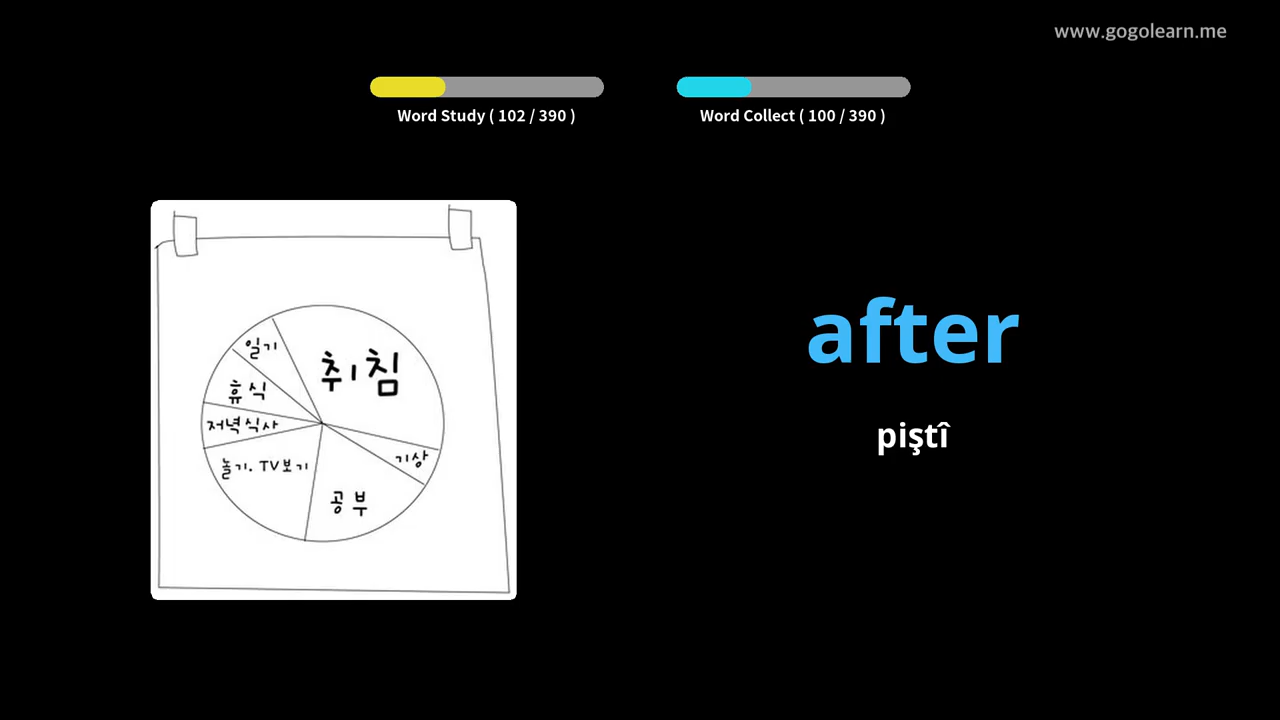 www.gogolearn.me
Word Study ( 102 / 390 )
Word Collect ( 100 / 390 )
일기
취침
휴식
저녁식사
놀기. TV보기
기상
공부
after
piştî